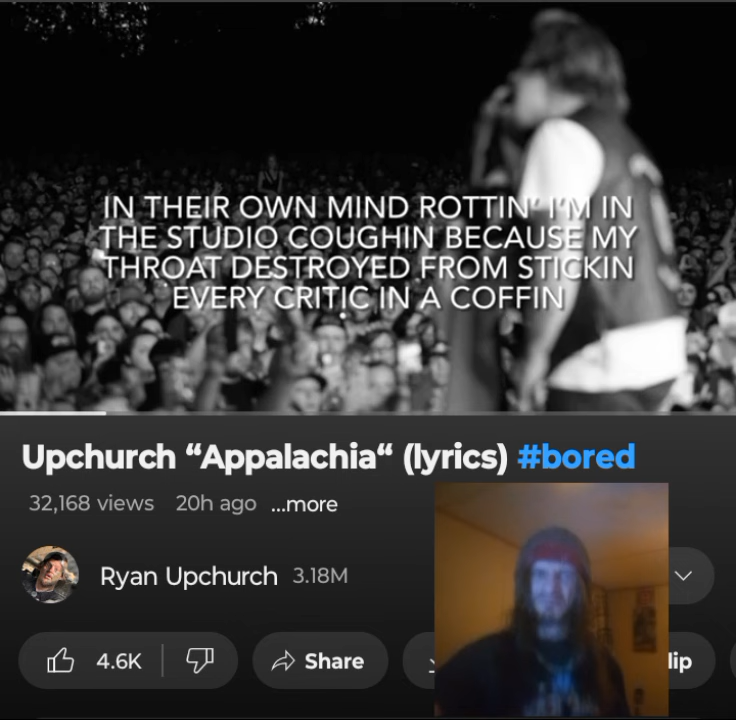 IN THEIR OWN MIND ROTTIN' I'M IN
THE STUDIO COUGHIN BECAUSE MY
THROAT DESTROYED FROM STICKIN
EVERY CRITIC IN A COFFIN
Upchurch “Appalachia“ (lyrics) #bored
32,168 views 20h ago ...more
Ryan Upchurch 3.18M
4.6K Share lip